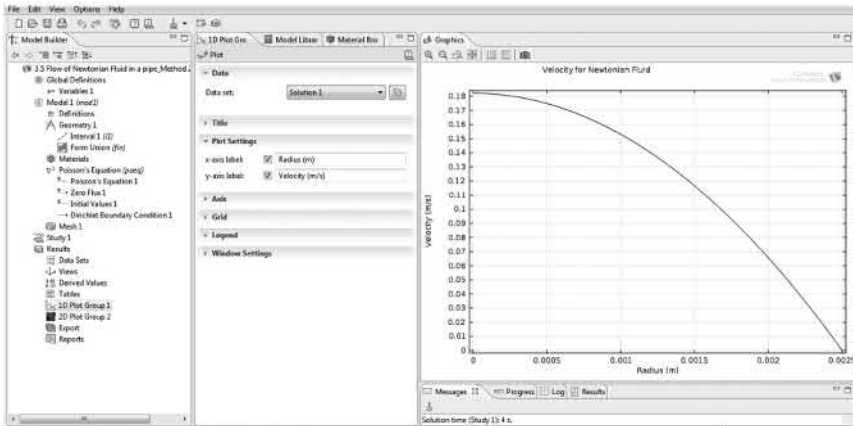 File Edit View Options Help
Model Builder
3.5 Flow of Newtonian Fluid in a pipe_Method 2
Global Definitions
Variables 1
Model 1 (mod1)
Definitions
Geometry 1
Interval 1 (i1)
Form Union (fin)
Materials
Poisson's Equation (poeq)
Poisson's Equation 1
Zero Flux 1
Initial Values 1
Dirichlet Boundary Condition 1
Mesh 1
Study 1
Results
Data Sets
Views
Derived Values
Tables
1D Plot Group 1
2D Plot Group 2
Export
Reports
1D Plot Gro Model Librar Material Bro
Plot
Data
Data set: Solution 1
Title
Plot Settings
x-axis label: Radius (m)
y-axis label: Velocity (m/s)
Axis
Grid
Legend
Window Settings
Graphics
Velocity for Newtonian Fluid
0.18
0.17
0.16
0.15
0.14
0.13
0.12
0.11
0.1
0.09
0.08
0.07
0.06
0.05
0.04
0.03
0.02
0.01
0
Velocity (m/s)
0 0.0005 0.001 0.0015 0.002 0.0025
Radius (m)
Messages Progress Log Results
Solution time (Study 1): 4 s.